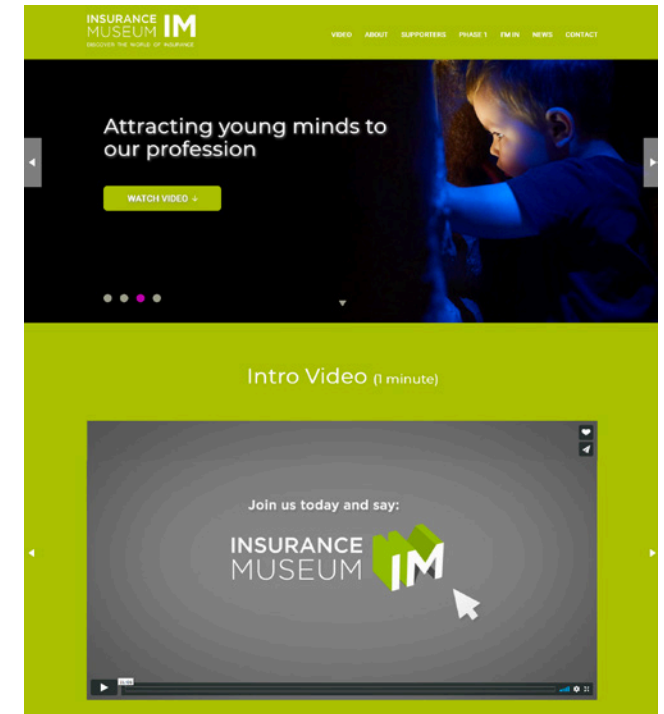 INSURANCE
MUSEUM IM
DISCOVER THE WORLD OF INSURANCE
VIDEO ABOUT SUPPORTERS PHASE 1 I'M IN NEWS CONTACT
Attracting young minds to
our profession
WATCH VIDEO ↓
Intro Video (1 minute)
Join us today and say:
INSURANCE
MUSEUM IM